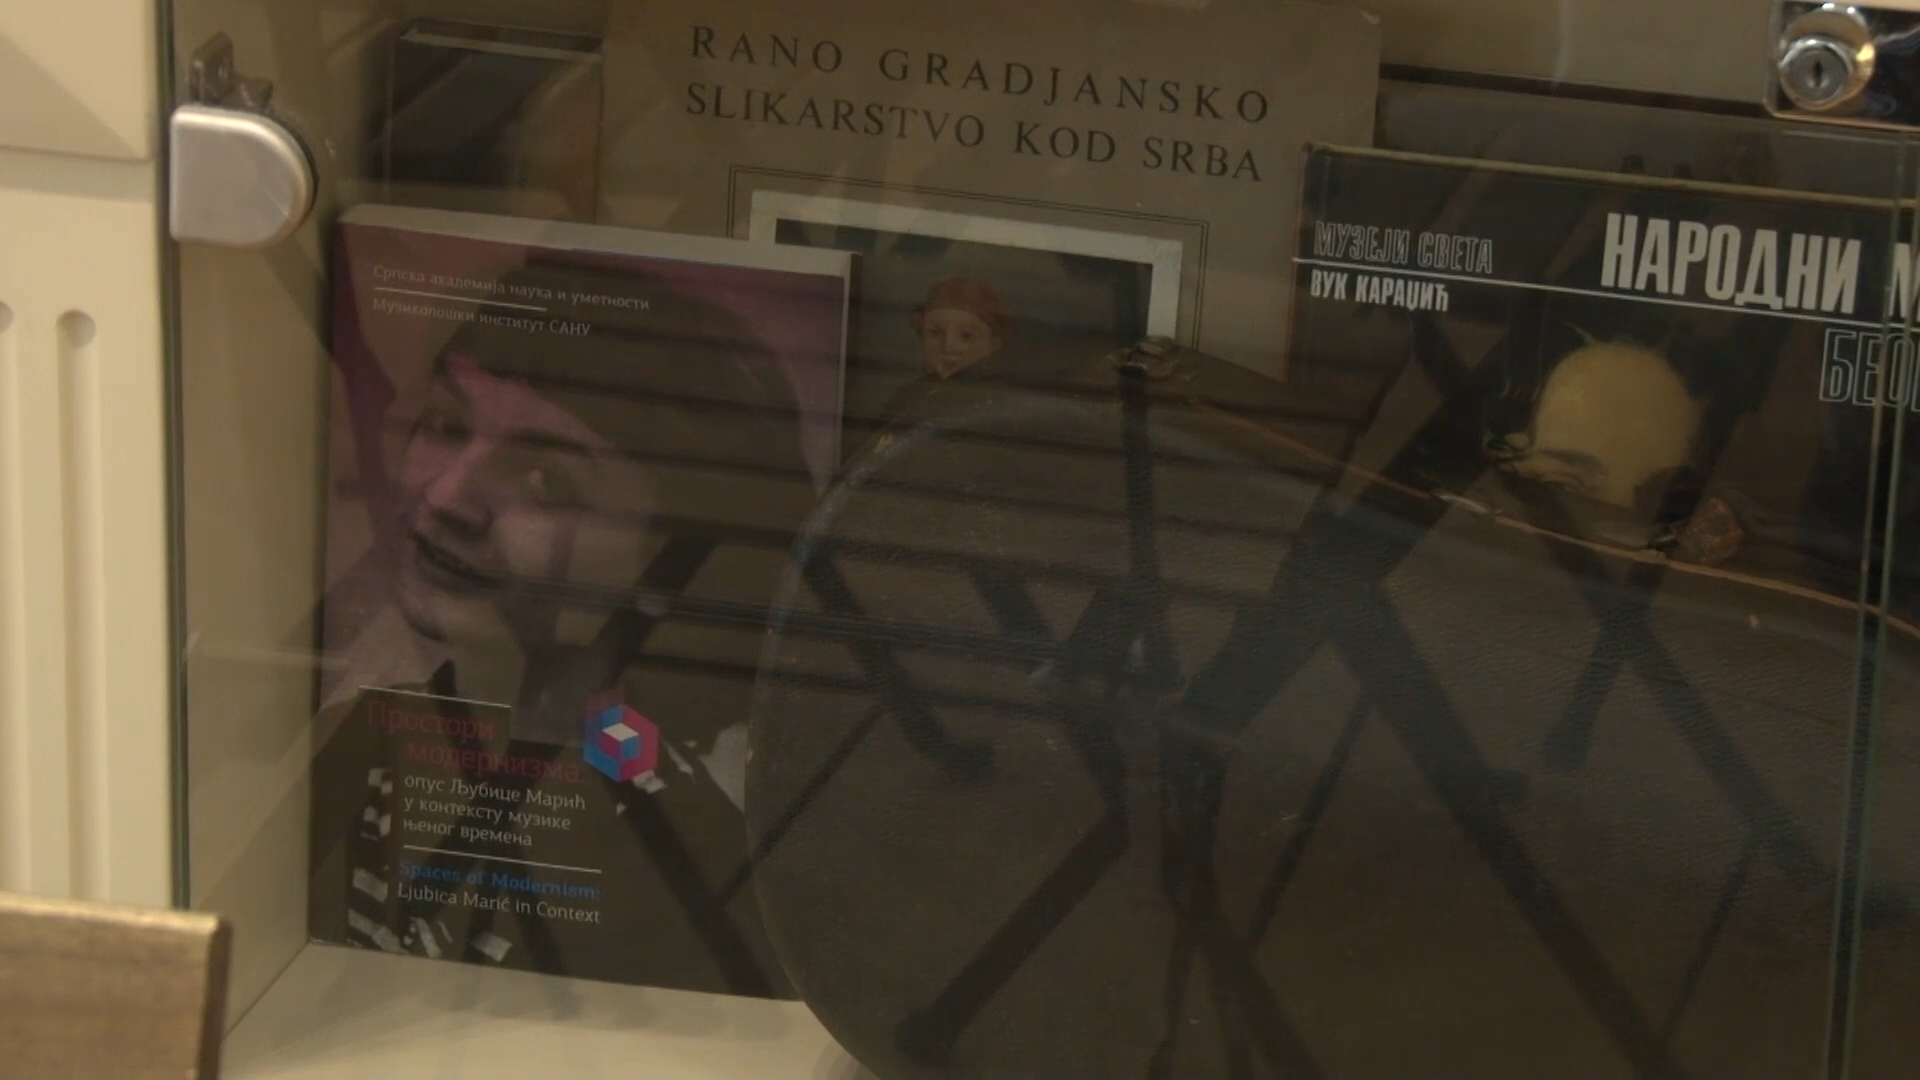 RANO GRADJANSKO
SLIKARSTVO KOD SRBA
Српска академија наука и уметности
Музиколошки институт САНУ
Простори
модернизма:
опус Љубице Марић
у контексту музике
њеног времена
Spaces of Modernism:
Ljubica Marić in Context
МУЗЕЈИ СВЕТА
ВУК КАРАЏИЋ
НАРОДНИ